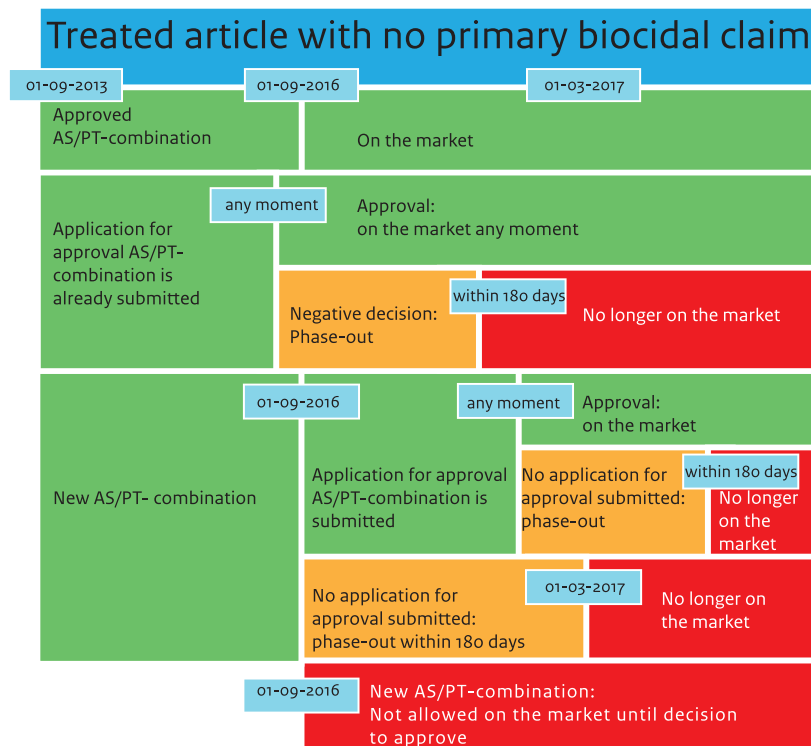 Treated article with no primary biocidal claim
01-09-2013
01-09-2016
01-03-2017
Approved
AS/PT-combination
On the market
any moment
Application for
approval AS/PT-
combination is
already submitted
Approval:
on the market any moment
Negative decision:
Phase-out
within 180 days
No longer on the market
01-09-2016
any moment
Approval:
on the market
New AS/PT- combination
Application for approval
AS/PT-combination is
submitted
No application for
approval submitted:
phase-out
within 180 days
No longer
on the
market
No application for
approval submitted:
phase-out within 180 days
01-03-2017
No longer on
the market
01-09-2016
New AS/PT-combination:
Not allowed on the market until decision
to approve